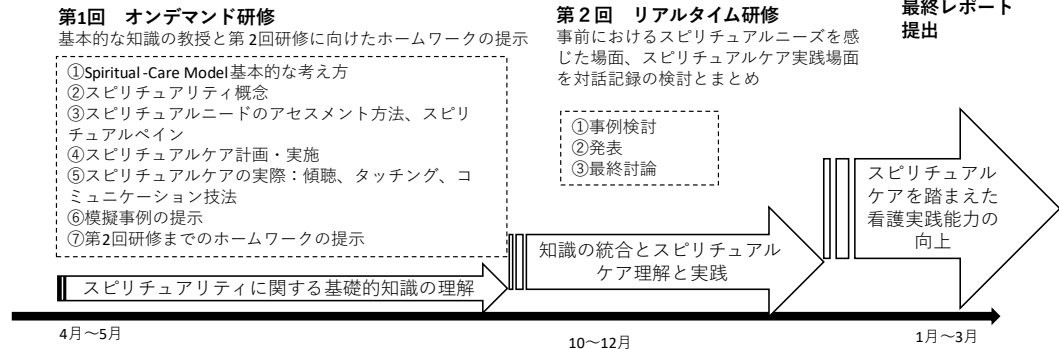 第1回　オンデマンド研修
基本的な知識の教授と第2回研修に向けたホームワークの提示
①Spiritual-Care Model基本的な考え方
②スピリチュアリティ概念
③スピリチュアルニードのアセスメント方法、スピリ
チュアルペイン
④スピリチュアルケア計画・実施
⑤スピリチュアルケアの実際：傾聴、タッチング、コ
ミュニケーション技法
⑥模擬事例の提示
⑦第2回研修までのホームワークの提示
スピリチュアリティに関する基礎的知識の理解
4月～5月
第２回　リアルタイム研修
事前におけるスピリチュアルニーズを感
じた場面、スピリチュアルケア実践場面
を対話記録の検討とまとめ
①事例検討
②発表
③最終討論
知識の統合とスピリチュアル
ケア理解と実践
10～12月
最終レポート
提出
スピリチュアル
ケアを踏まえた
看護実践能力の
向上
1月～3月